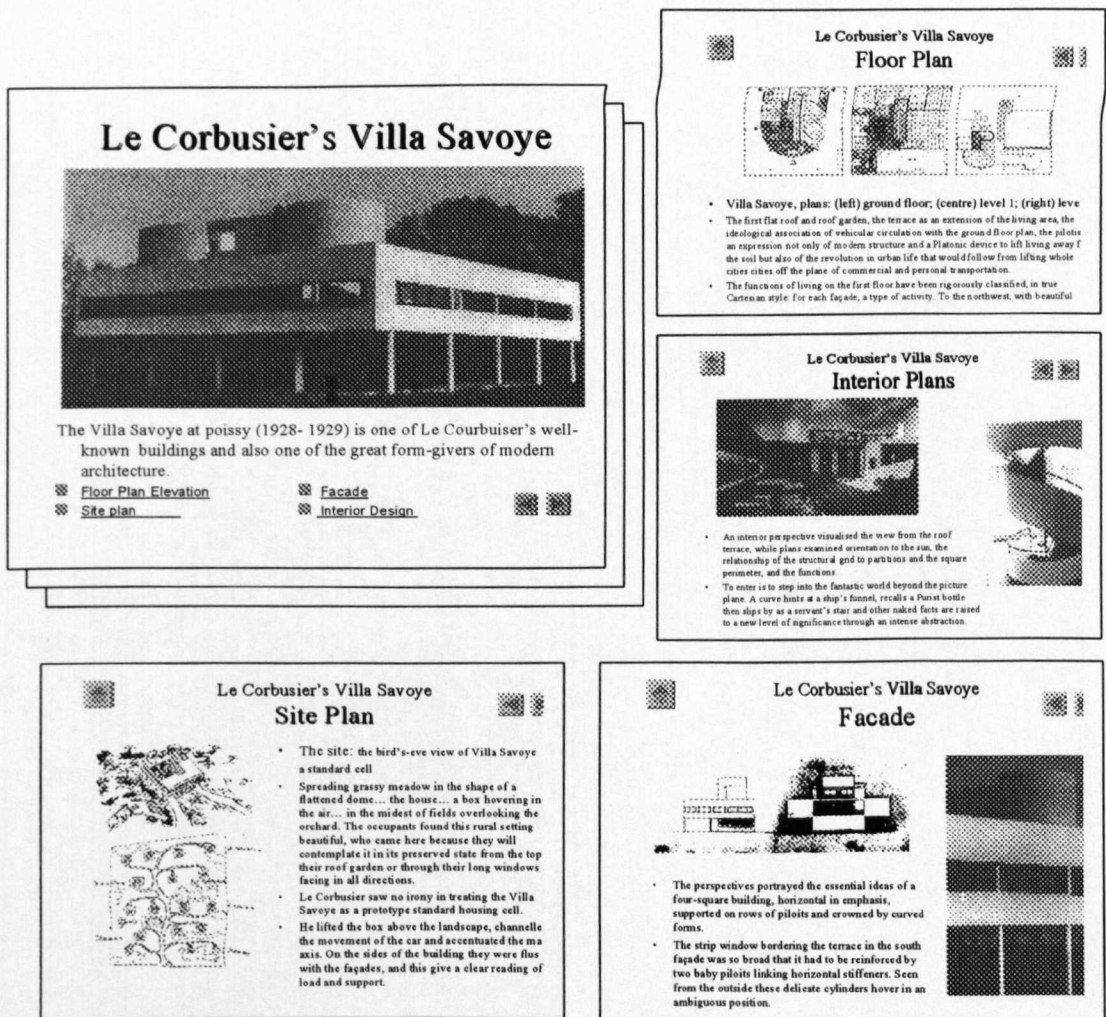 Le Corbusier's Villa Savoye
The Villa Savoye at poissy (1928- 1929) is one of Le Courbuiser's well-
known buildings and also one of the great form-givers of modern
architecture.
Floor Plan Elevation
Facade
Site plan
Interior Design
Le Corbusier's Villa Savoye
Floor Plan
• Villa Savoye, plans: (left) ground floor; (centre) level 1; (right) leve
• The first flat roof and roof garden, the terrace as an extension of the living area, the
ideological association of vehicular circulation with the ground floor plan, the pilotis
an expression not only of modern structure and a Platonic device to lift living away f
the soil but also of the revolution in urban life that would follow from lifting whole
cities cities off the plane of commercial and personal transportation.
• The functions of living on the first floor have been rigorously classified, in true
Cartesian style: for each façade, a type of activity. To the northwest, with beautiful
Le Corbusier's Villa Savoye
Interior Plans
• An interior perspective visualised the view from the roof
terrace, while plans examined orientation to the sun, the
relationship of the structural grid to partitions and the square
perimeter, and the functions.
• To enter is to step into the fantastic world beyond the picture
plane. A curve hints at a ship's funnel, recalls a Purist bottle
then slips by as a servant's stair and other naked facts are raised
to a new level of significance through an intense abstraction.
Le Corbusier's Villa Savoye
Site Plan
• The site: the bird's-eve view of Villa Savoye
a standard cell
• Spreading grassy meadow in the shape of a
flattened dome... the house... a box hovering in
the air... in the midest of fields overlooking the
orchard. The occupants found this rural setting
beautiful, who came here because they will
contemplate it in its preserved state from the top
their roof garden or through their long windows
facing in all directions.
• Le Corbusier saw no irony in treating the Villa
Savoye as a prototype standard housing cell.
• He lifted the box above the landscape, channelle
the movement of the car and accentuated the ma
axis. On the sides of the building they were flus
with the façades, and this give a clear reading of
load and support.
Le Corbusier's Villa Savoye
Facade
• The perspectives portrayed the essential ideas of a
four-square building, horizontal in emphasis,
supported on rows of piloits and crowned by curved
forms.
• The strip window bordering the terrace in the south
façade was so broad that it had to be reinforced by
two baby piloits linking horizontal stiffeners. Seen
from the outside these delicate cylinders hover in an
ambiguous position.